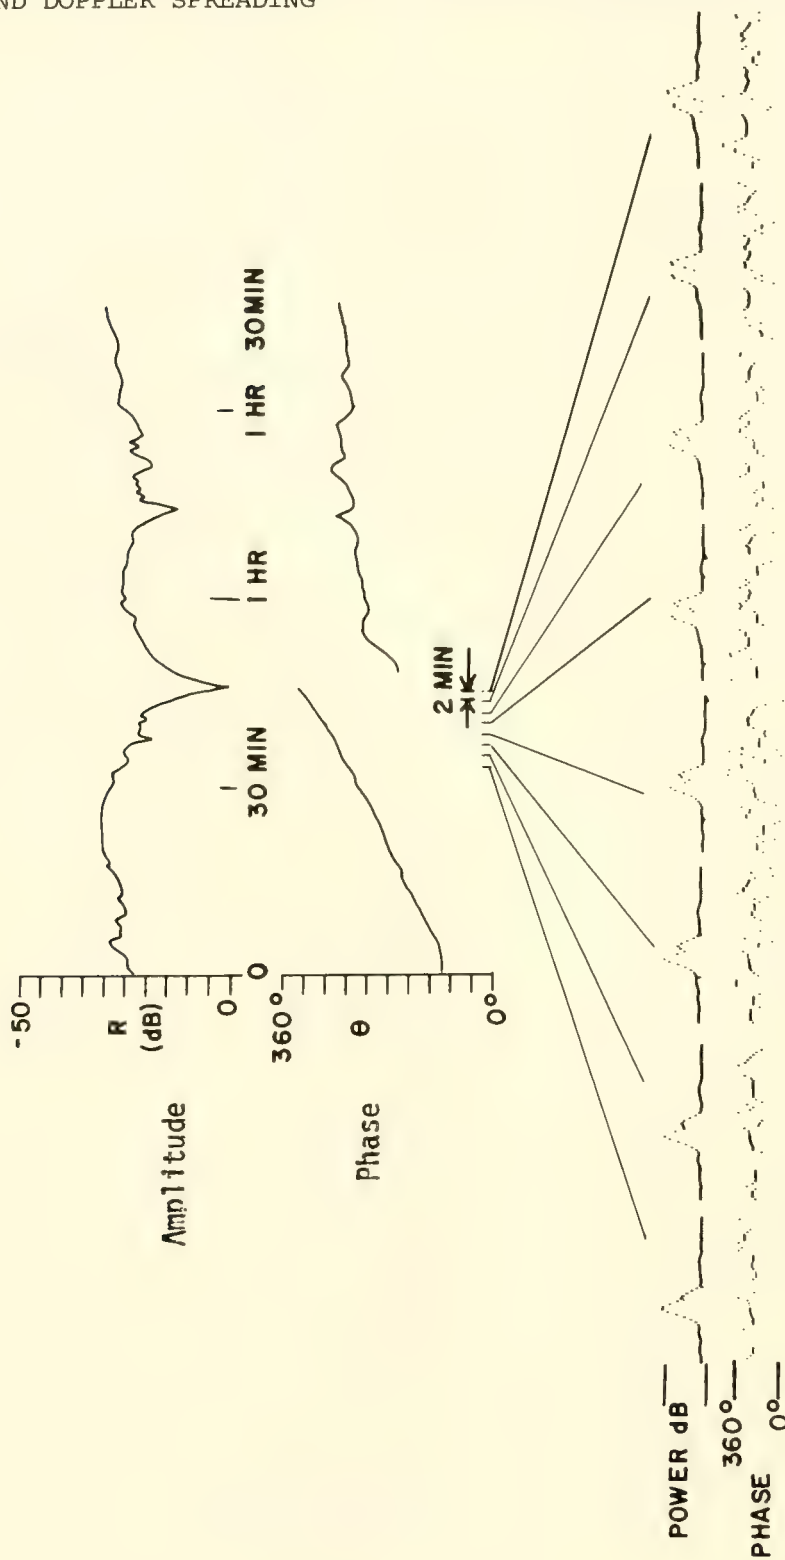 ND DOPPLER SPREADING
-50
R
(dB)
0
Amplitude
0
30 MIN
1 HR
1 HR 30MIN
360°
θ
0°
Phase
2 MIN
POWER dB
360°
PHASE
0°